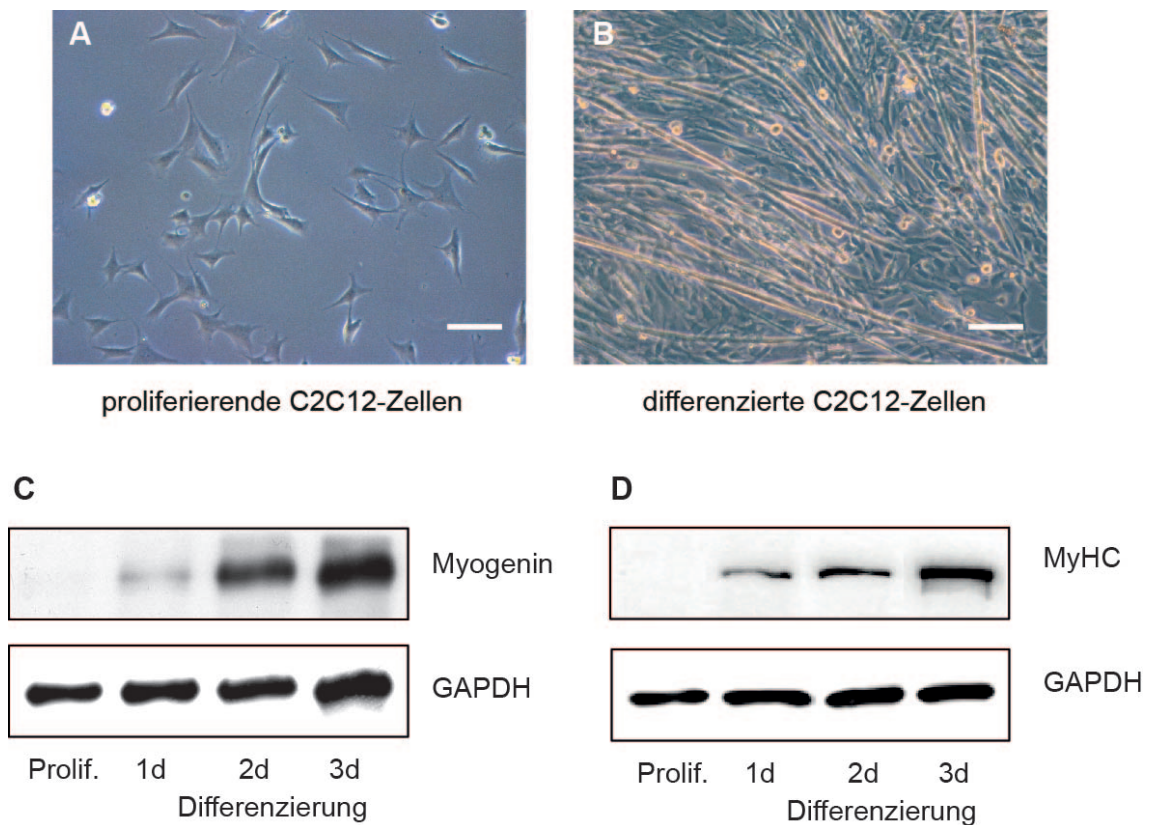 A
B
proliferierende C2C12-Zellen
differenzierte C2C12-Zellen
C
Myogenin
GAPDH
Prolif. 1d 2d 3d
Differenzierung
D
MyHC
GAPDH
Prolif. 1d 2d 3d
Differenzierung